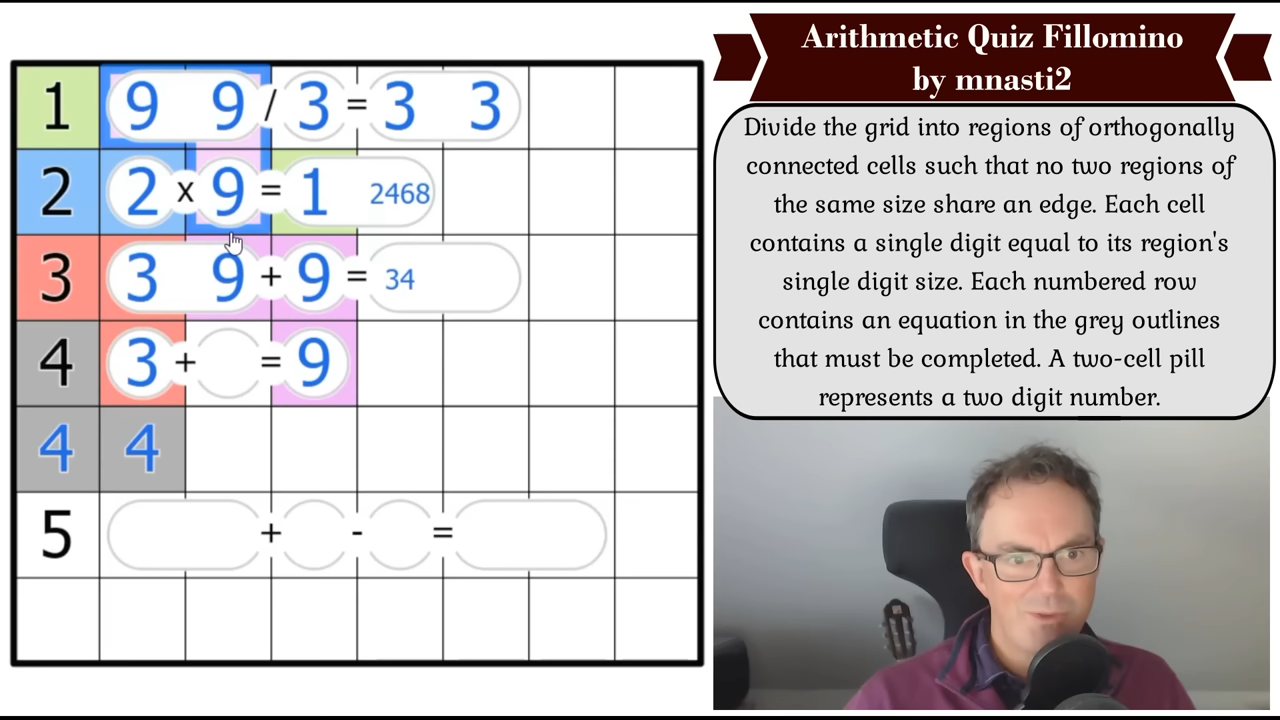 Arithmetic Quiz Fillomino
by mnasti2
Divide the grid into regions of orthogonally
connected cells such that no two regions of
the same size share an edge. Each cell
contains a single digit equal to its region's
single digit size. Each numbered row
contains an equation in the grey outlines
that must be completed. A two-cell pill
represents a two digit number.
1 9 9 / 3 = 3 3
2 2 x 9 = 1 2468
3 3 9 + 9 = 34
4 3 + = 9
4 4
5 + - =